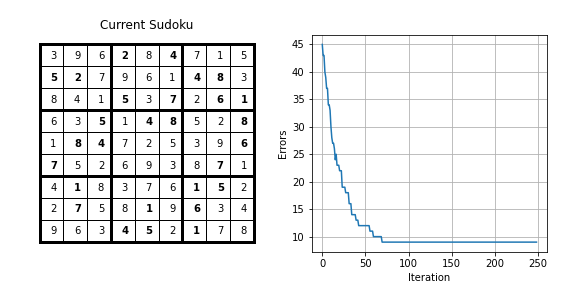 Current Sudoku
3 9 6 2 8 4 7 1 5
5 2 7 9 6 1 4 8 3
8 4 1 5 3 7 2 6 1
6 3 5 1 4 8 5 2 8
1 8 4 7 2 5 3 9 6
7 5 2 6 9 3 8 7 1
4 1 8 3 7 6 1 5 2
2 7 5 8 1 9 6 3 4
9 6 3 4 5 2 1 7 8
45
40
35
30
25
20
15
10
Errors
0 50 100 150 200 250
Iteration